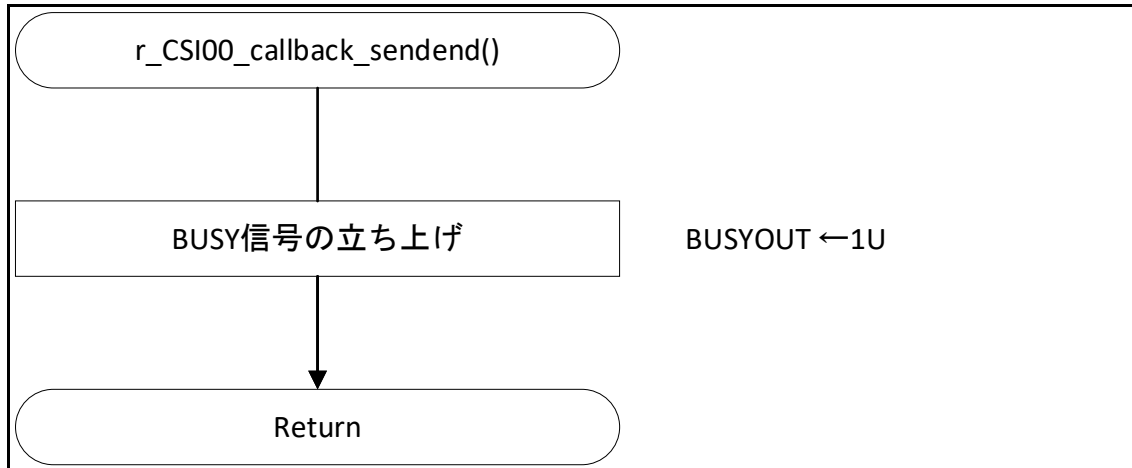 r_CSI00_callback_sendend()
BUSY信号の立ち上げ
BUSYOUT ←1U
Return